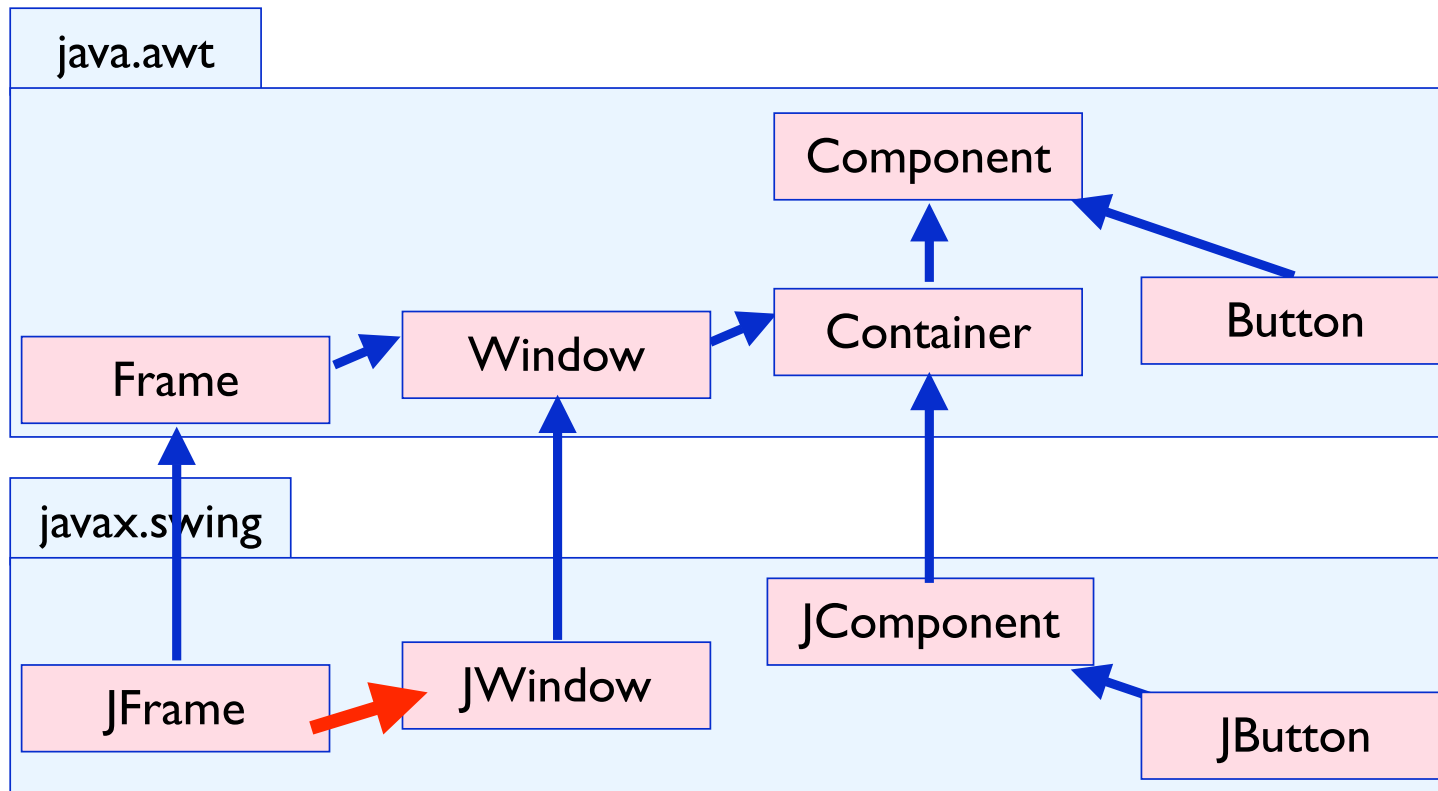 java.awt
Component
Button
Container
Window
Frame
javax.swing
JComponent
JWindow
JFrame
JButton